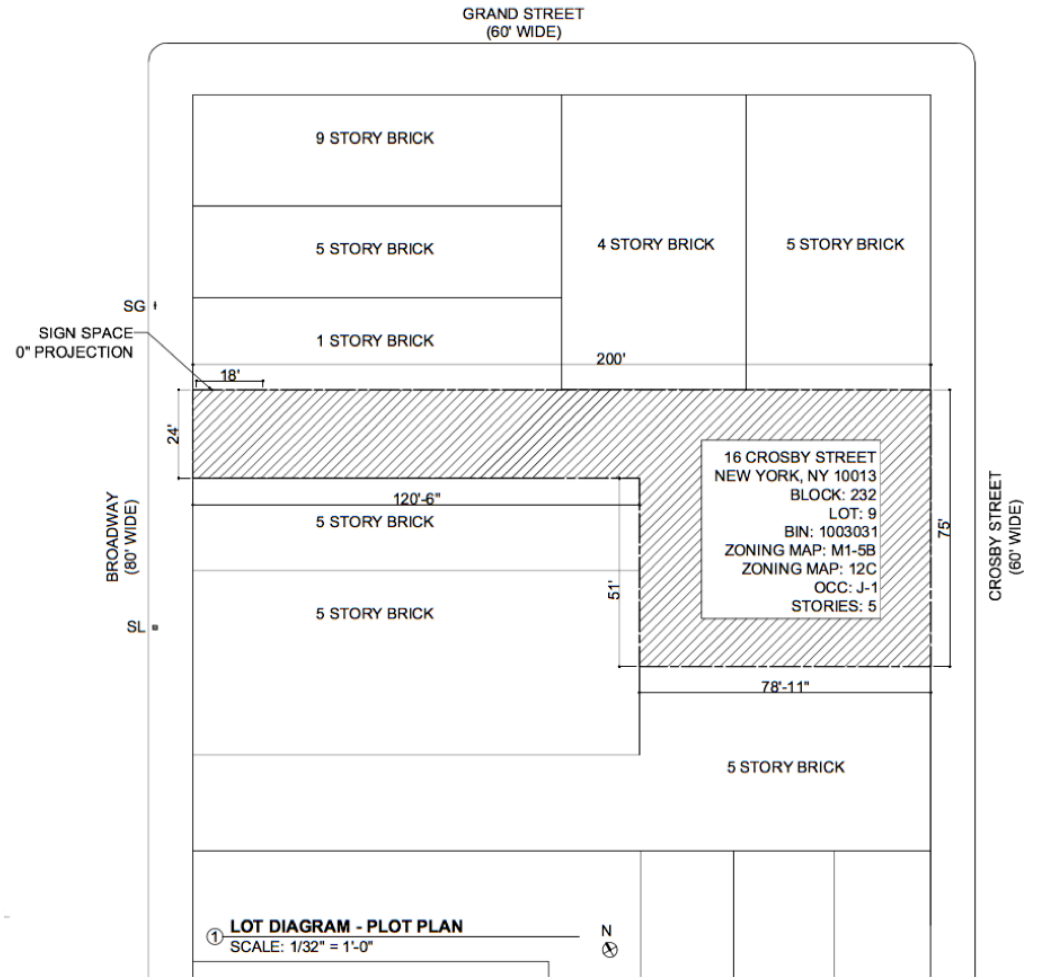 GRAND STREET
(60' WIDE)
9 STORY BRICK
5 STORY BRICK
4 STORY BRICK
5 STORY BRICK
SG
SIGN SPACE
0" PROJECTION
1 STORY BRICK
200'
18'
24'
120'-6"
5 STORY BRICK
BROADWAY
(80' WIDE)
16 CROSBY STREET
NEW YORK, NY 10013
BLOCK: 232
LOT: 9
BIN: 1003031
ZONING MAP: M1-5B
ZONING MAP: 12C
OCC: J-1
STORIES: 5
75'
CROSBY STREET
(60' WIDE)
51'
5 STORY BRICK
SL
78'-11"
5 STORY BRICK
1 LOT DIAGRAM - PLOT PLAN
SCALE: 1/32" = 1'-0"
N